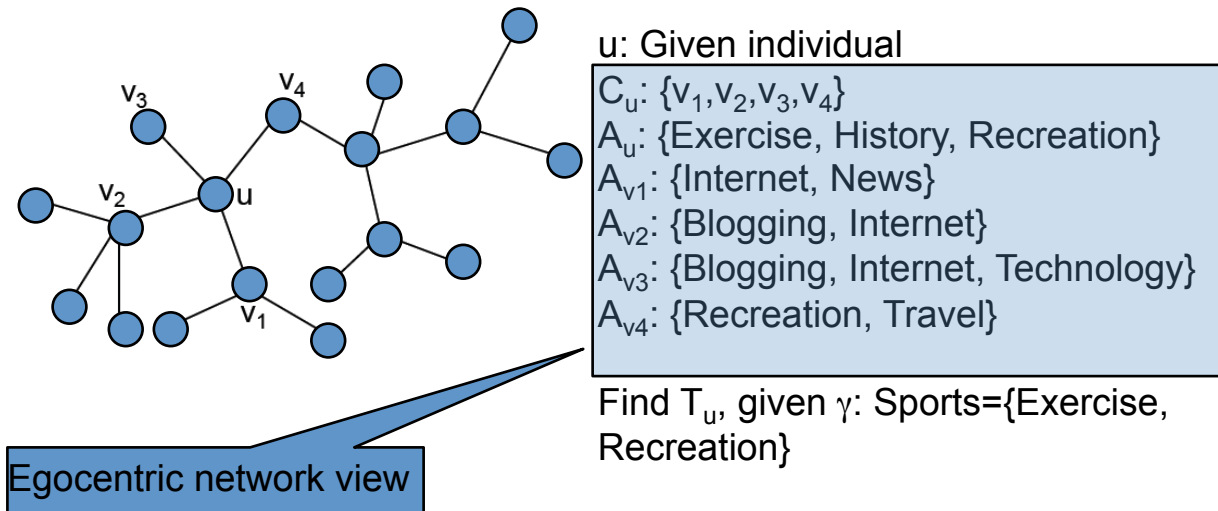 v₃
v₄
v₂
u
v₁
Egocentric network view
u: Given individual
Cᵤ: {v₁,v₂,v₃,v₄}
Aᵤ: {Exercise, History, Recreation}
Aᵥ₁: {Internet, News}
Aᵥ₂: {Blogging, Internet}
Aᵥ₃: {Blogging, Internet, Technology}
Aᵥ₄: {Recreation, Travel}
Find Tᵤ, given γ: Sports={Exercise,
Recreation}